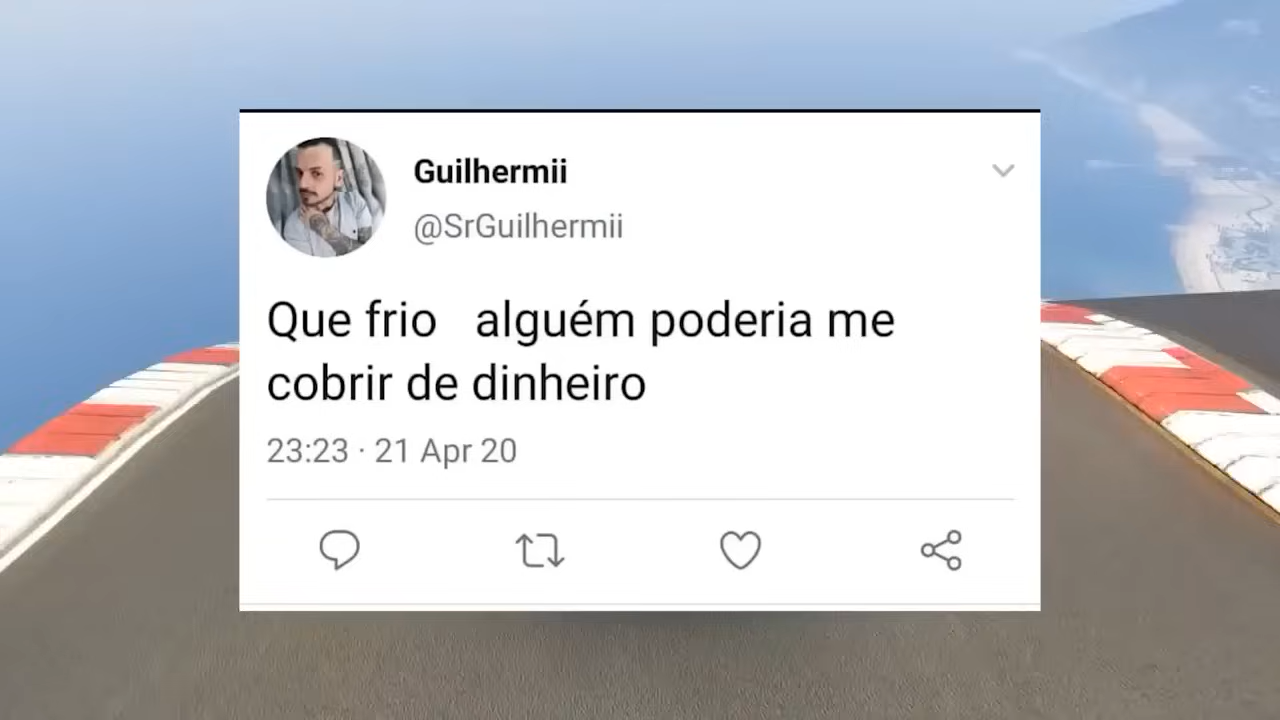 Guilhermii
@SrGuilhermii
Que frio alguém poderia me
cobrir de dinheiro
23:23 · 21 Apr 20